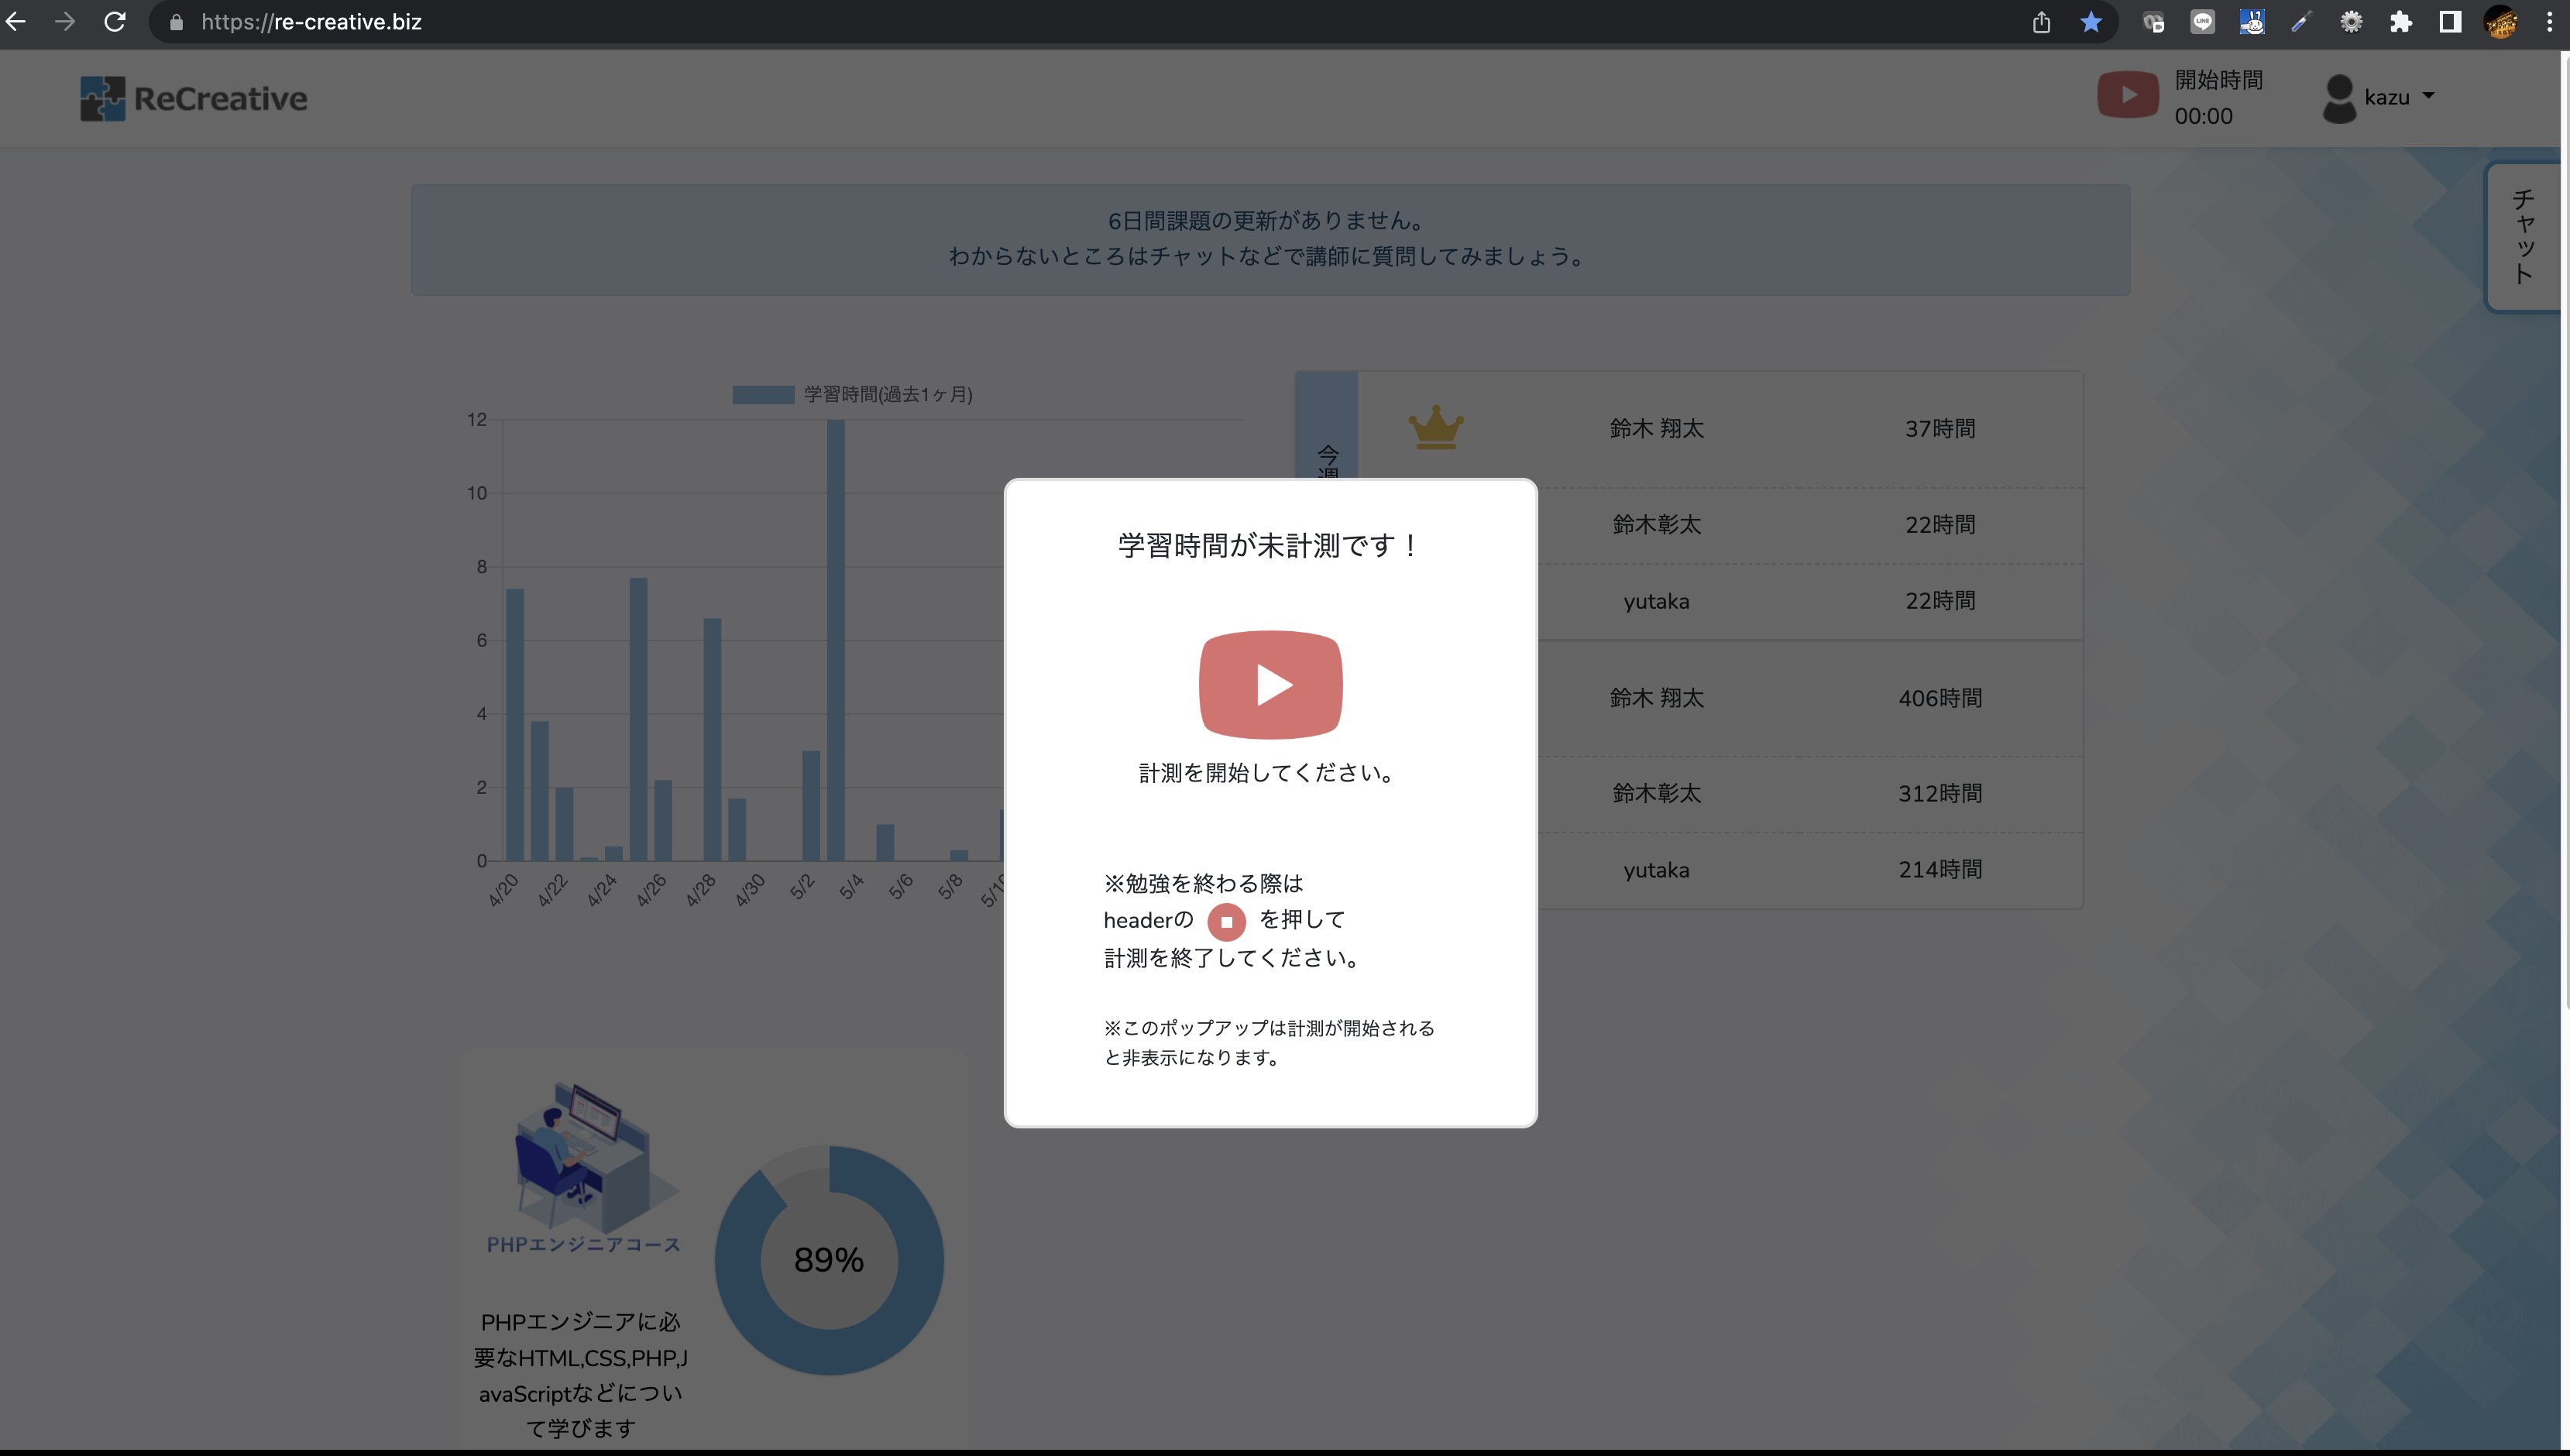 https://re-creative.biz
ReCreative
開始時間
00:00
kazu
チャット
6日間課題の更新がありません。
わからないところはチャットなどで講師に質問してみましょう。
学習時間(過去1ヶ月)
12
10
8
6
4
2
0
4/20
4/22
4/24
4/26
4/28
4/30
5/2
5/4
5/6
5/8
今
鈴木 翔太 37時間
鈴木彰太 22時間
yutaka 22時間
鈴木 翔太 406時間
鈴木彰太 312時間
yutaka 214時間
学習時間が未計測です！
計測を開始してください。
※勉強を終わる際は
headerの を押して
計測を終了してください。
※このポップアップは計測が開始される
と非表示になります。
PHPエンジニアコース
89%
PHPエンジニアに必
要なHTML,CSS,PHP,J
avaScriptなどについ
て学びます